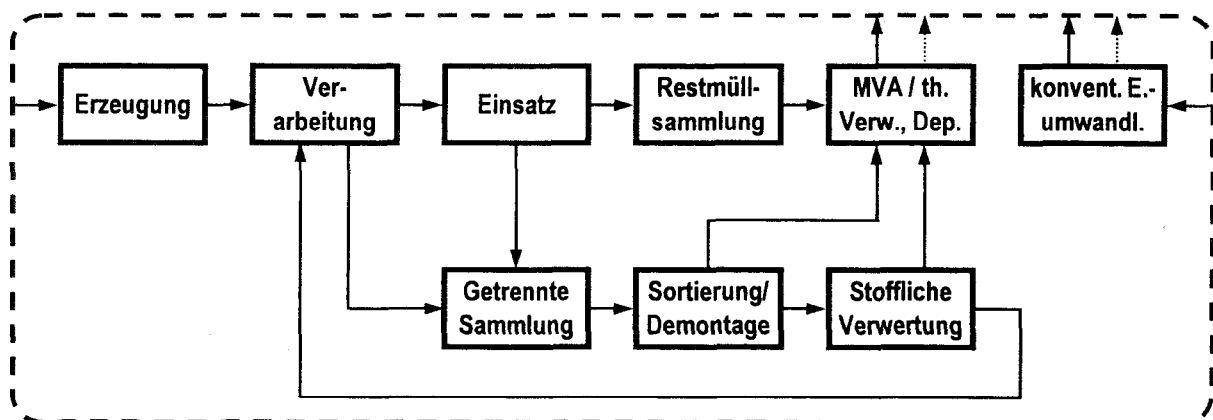 Erzeugung
Ver-
arbeitung
Einsatz
Restmüll-
sammlung
MVA / th.
Verw., Dep.
konvent. E.-
umwandl.
Getrennte
Sammlung
Sortierung/
Demontage
Stoffliche
Verwertung